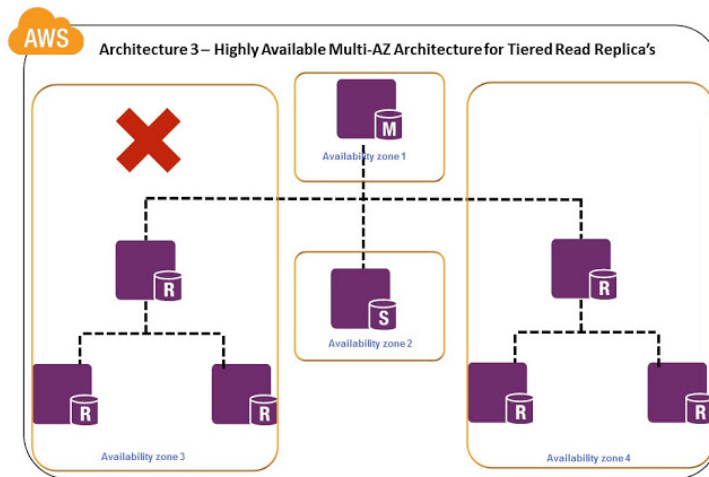 AWS
Architecture 3 – Highly Available Multi-AZ Architecture for Tiered Read Replica's
M
Availability zone 1
R
R
S
Availability zone 2
R
R
R
R
Availability zone 3
Availability zone 4